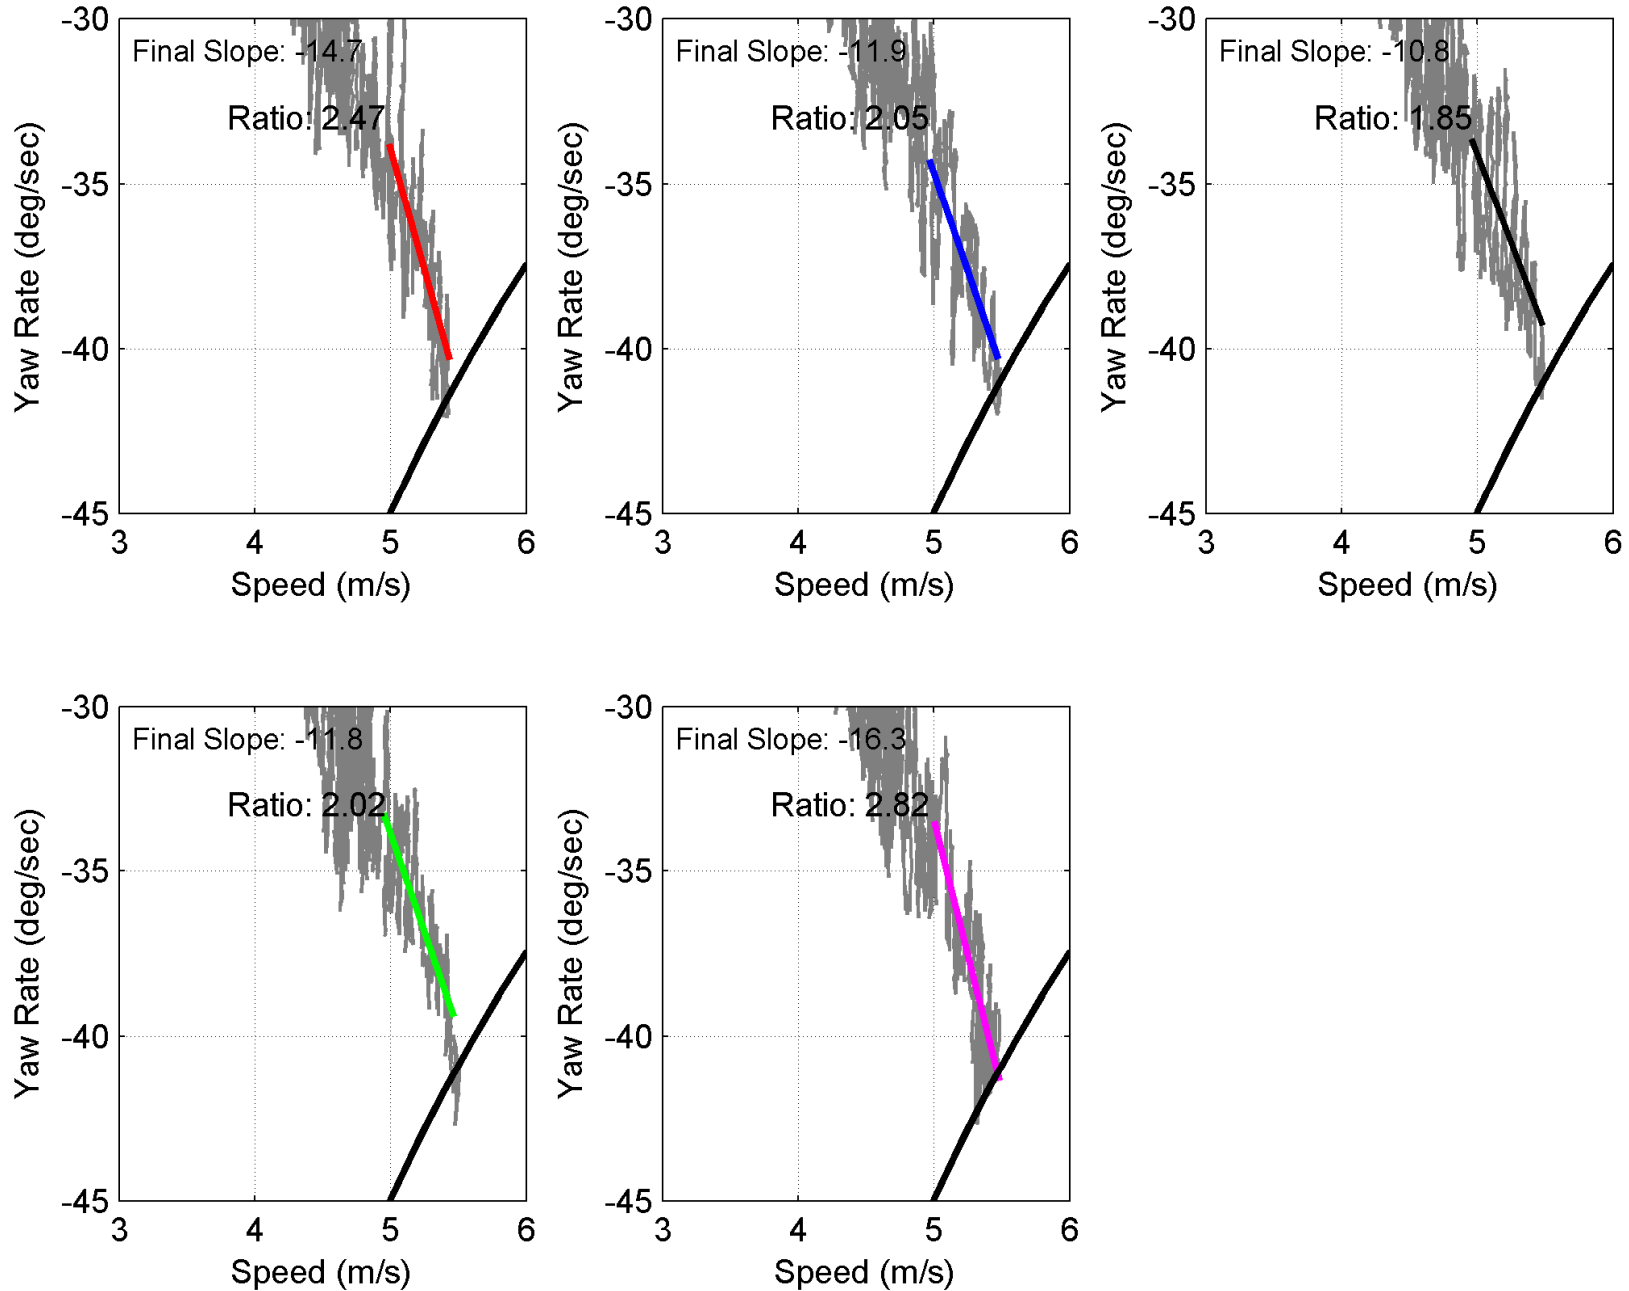 -30
Final Slope: -14.7
Ratio: 2.47
-35
-40
-45
Yaw Rate (deg/sec)
3 4 5 6
Speed (m/s)
-30
Final Slope: -11.9
Ratio: 2.05
-35
-40
-45
Yaw Rate (deg/sec)
3 4 5 6
Speed (m/s)
-30
Final Slope: -10.8
Ratio: 1.85
-35
-40
-45
Yaw Rate (deg/sec)
3 4 5 6
Speed (m/s)
-30
Final Slope: -11.8
Ratio: 2.02
-35
-40
-45
Yaw Rate (deg/sec)
3 4 5 6
Speed (m/s)
-30
Final Slope: -16.3
Ratio: 2.82
-35
-40
-45
Yaw Rate (deg/sec)
3 4 5 6
Speed (m/s)